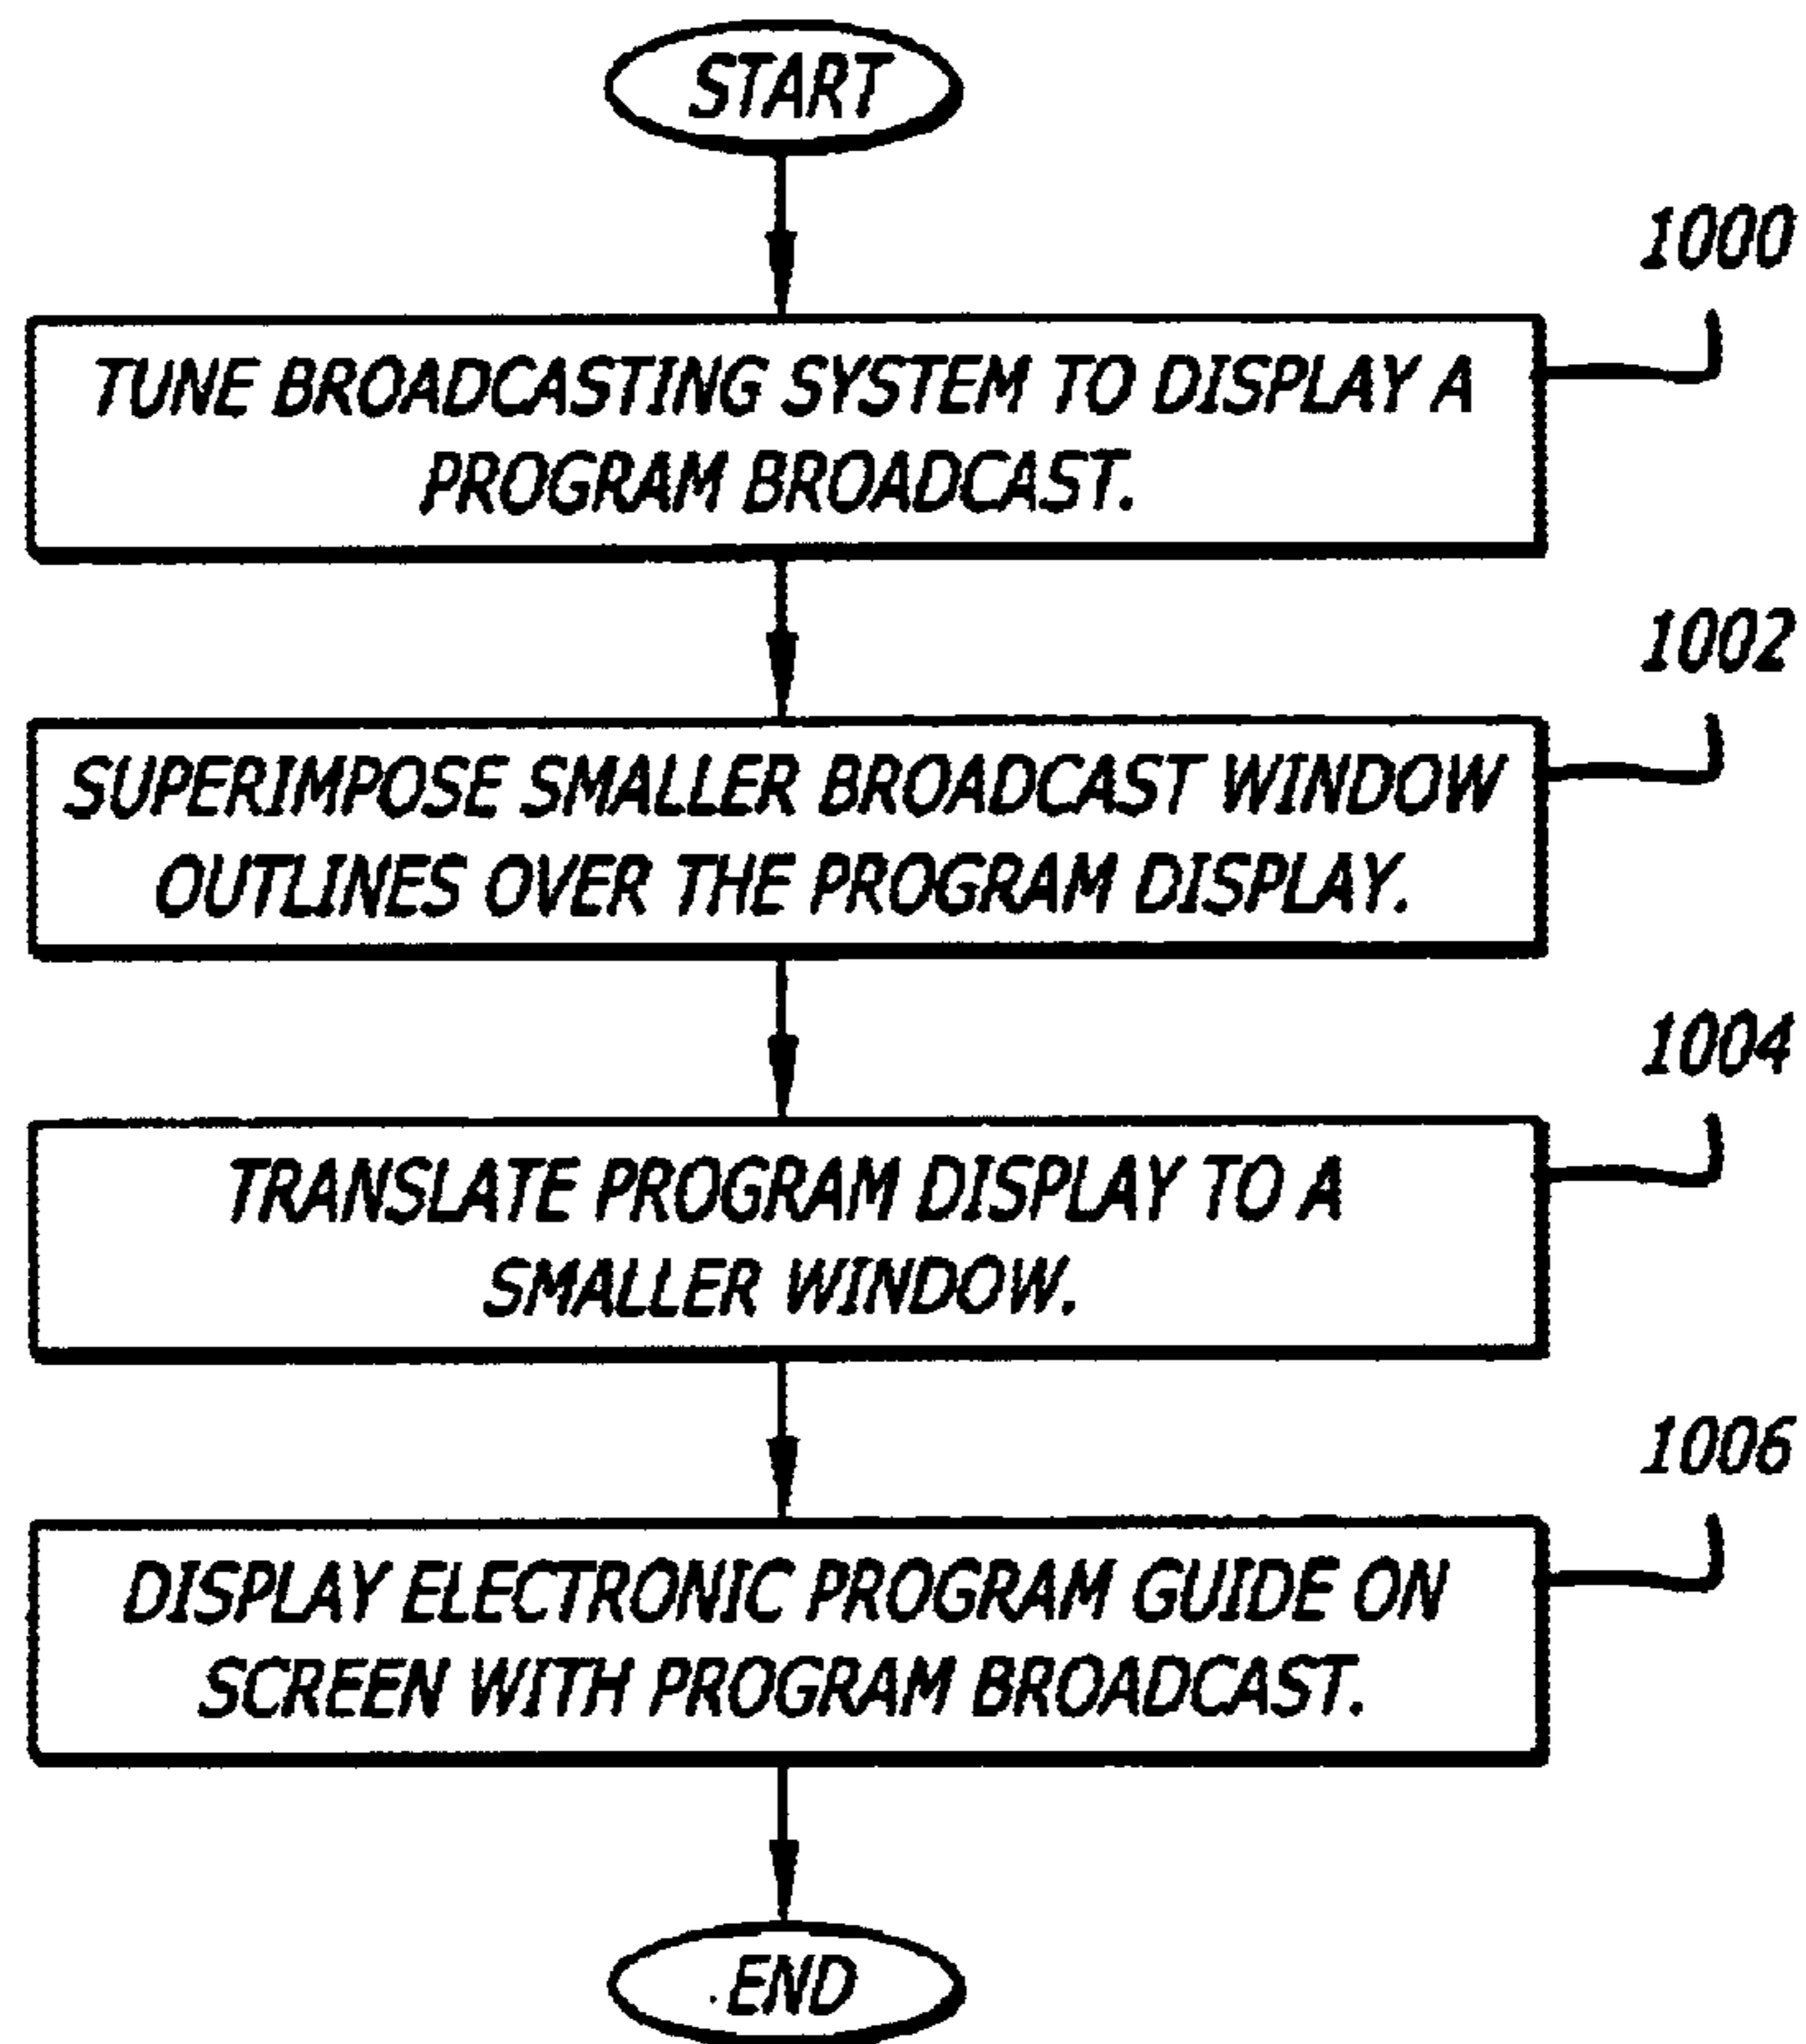 START
1000
TUNE BROADCASTING SYSTEM TO DISPLAY A
PROGRAM BROADCAST.
1002
SUPERIMPOSE SMALLER BROADCAST WINDOW
OUTLINES OVER THE PROGRAM DISPLAY.
1004
TRANSLATE PROGRAM DISPLAY TO A
SMALLER WINDOW.
1006
DISPLAY ELECTRONIC PROGRAM GUIDE ON
SCREEN WITH PROGRAM BROADCAST.
END